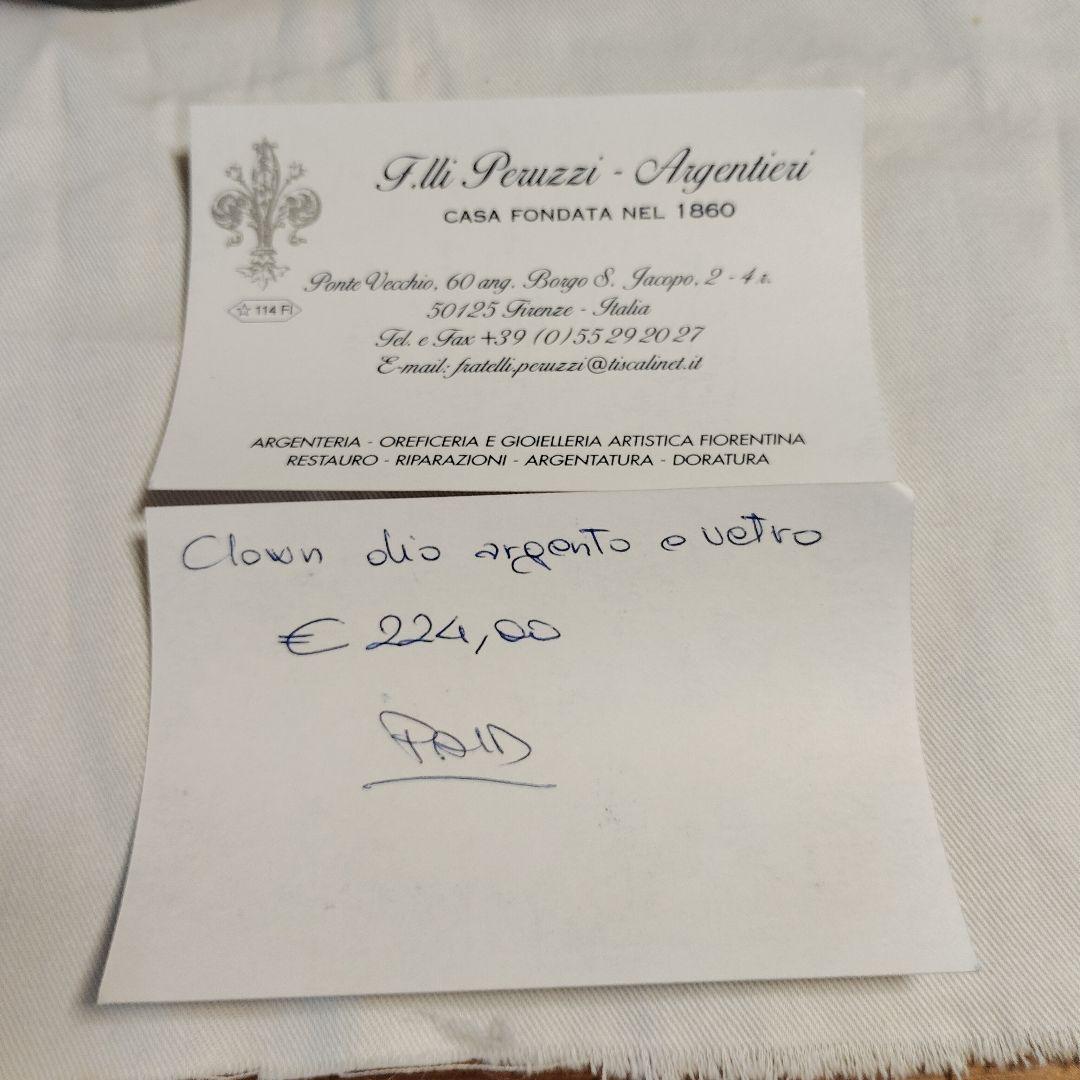 F.lli Peruzzi - Argentieri
CASA FONDATA NEL 1860
Ponte Vecchio, 60 ang. Borgo S. Jacopo, 2 - 4 r.
☆ 114 FI
50125 Firenze - Italia
Tel. e Fax +39 (0)55 29 20 27
E-mail: fratelli.peruzzi@tiscalinet.it
ARGENTERIA - OREFICERIA E GIOIELLERIA ARTISTICA FIORENTINA
RESTAURO - RIPARAZIONI - ARGENTATURA - DORATURA
Clown olio argento e vetro
€ 224,00
PAID